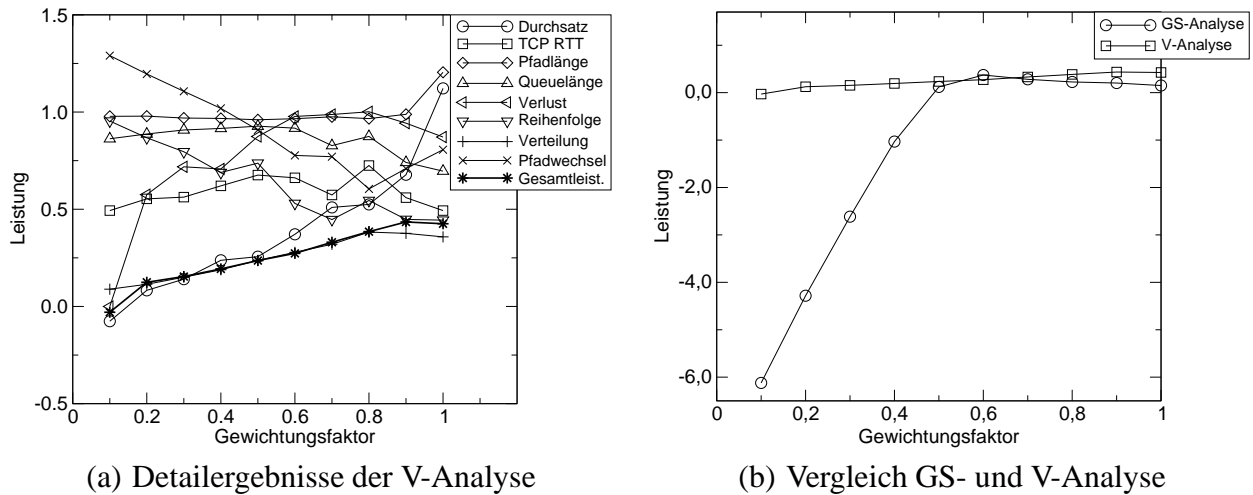 1.5
1.0
0.5
0.0
-0.5
Leistung
0
0.2
0.4
0.6
0.8
1
Gewichtungsfaktor
Durchsatz
TCP RTT
Pfadlänge
Queuelänge
Verlust
Reihenfolge
Verteilung
Pfadwechsel
Gesamtleist.
(a) Detailergebnisse der V-Analyse
0,0
-2,0
-4,0
-6,0
Leistung
0
0,2
0,4
0,6
0,8
1
Gewichtungsfaktor
GS-Analyse
V-Analyse
(b) Vergleich GS- und V-Analyse